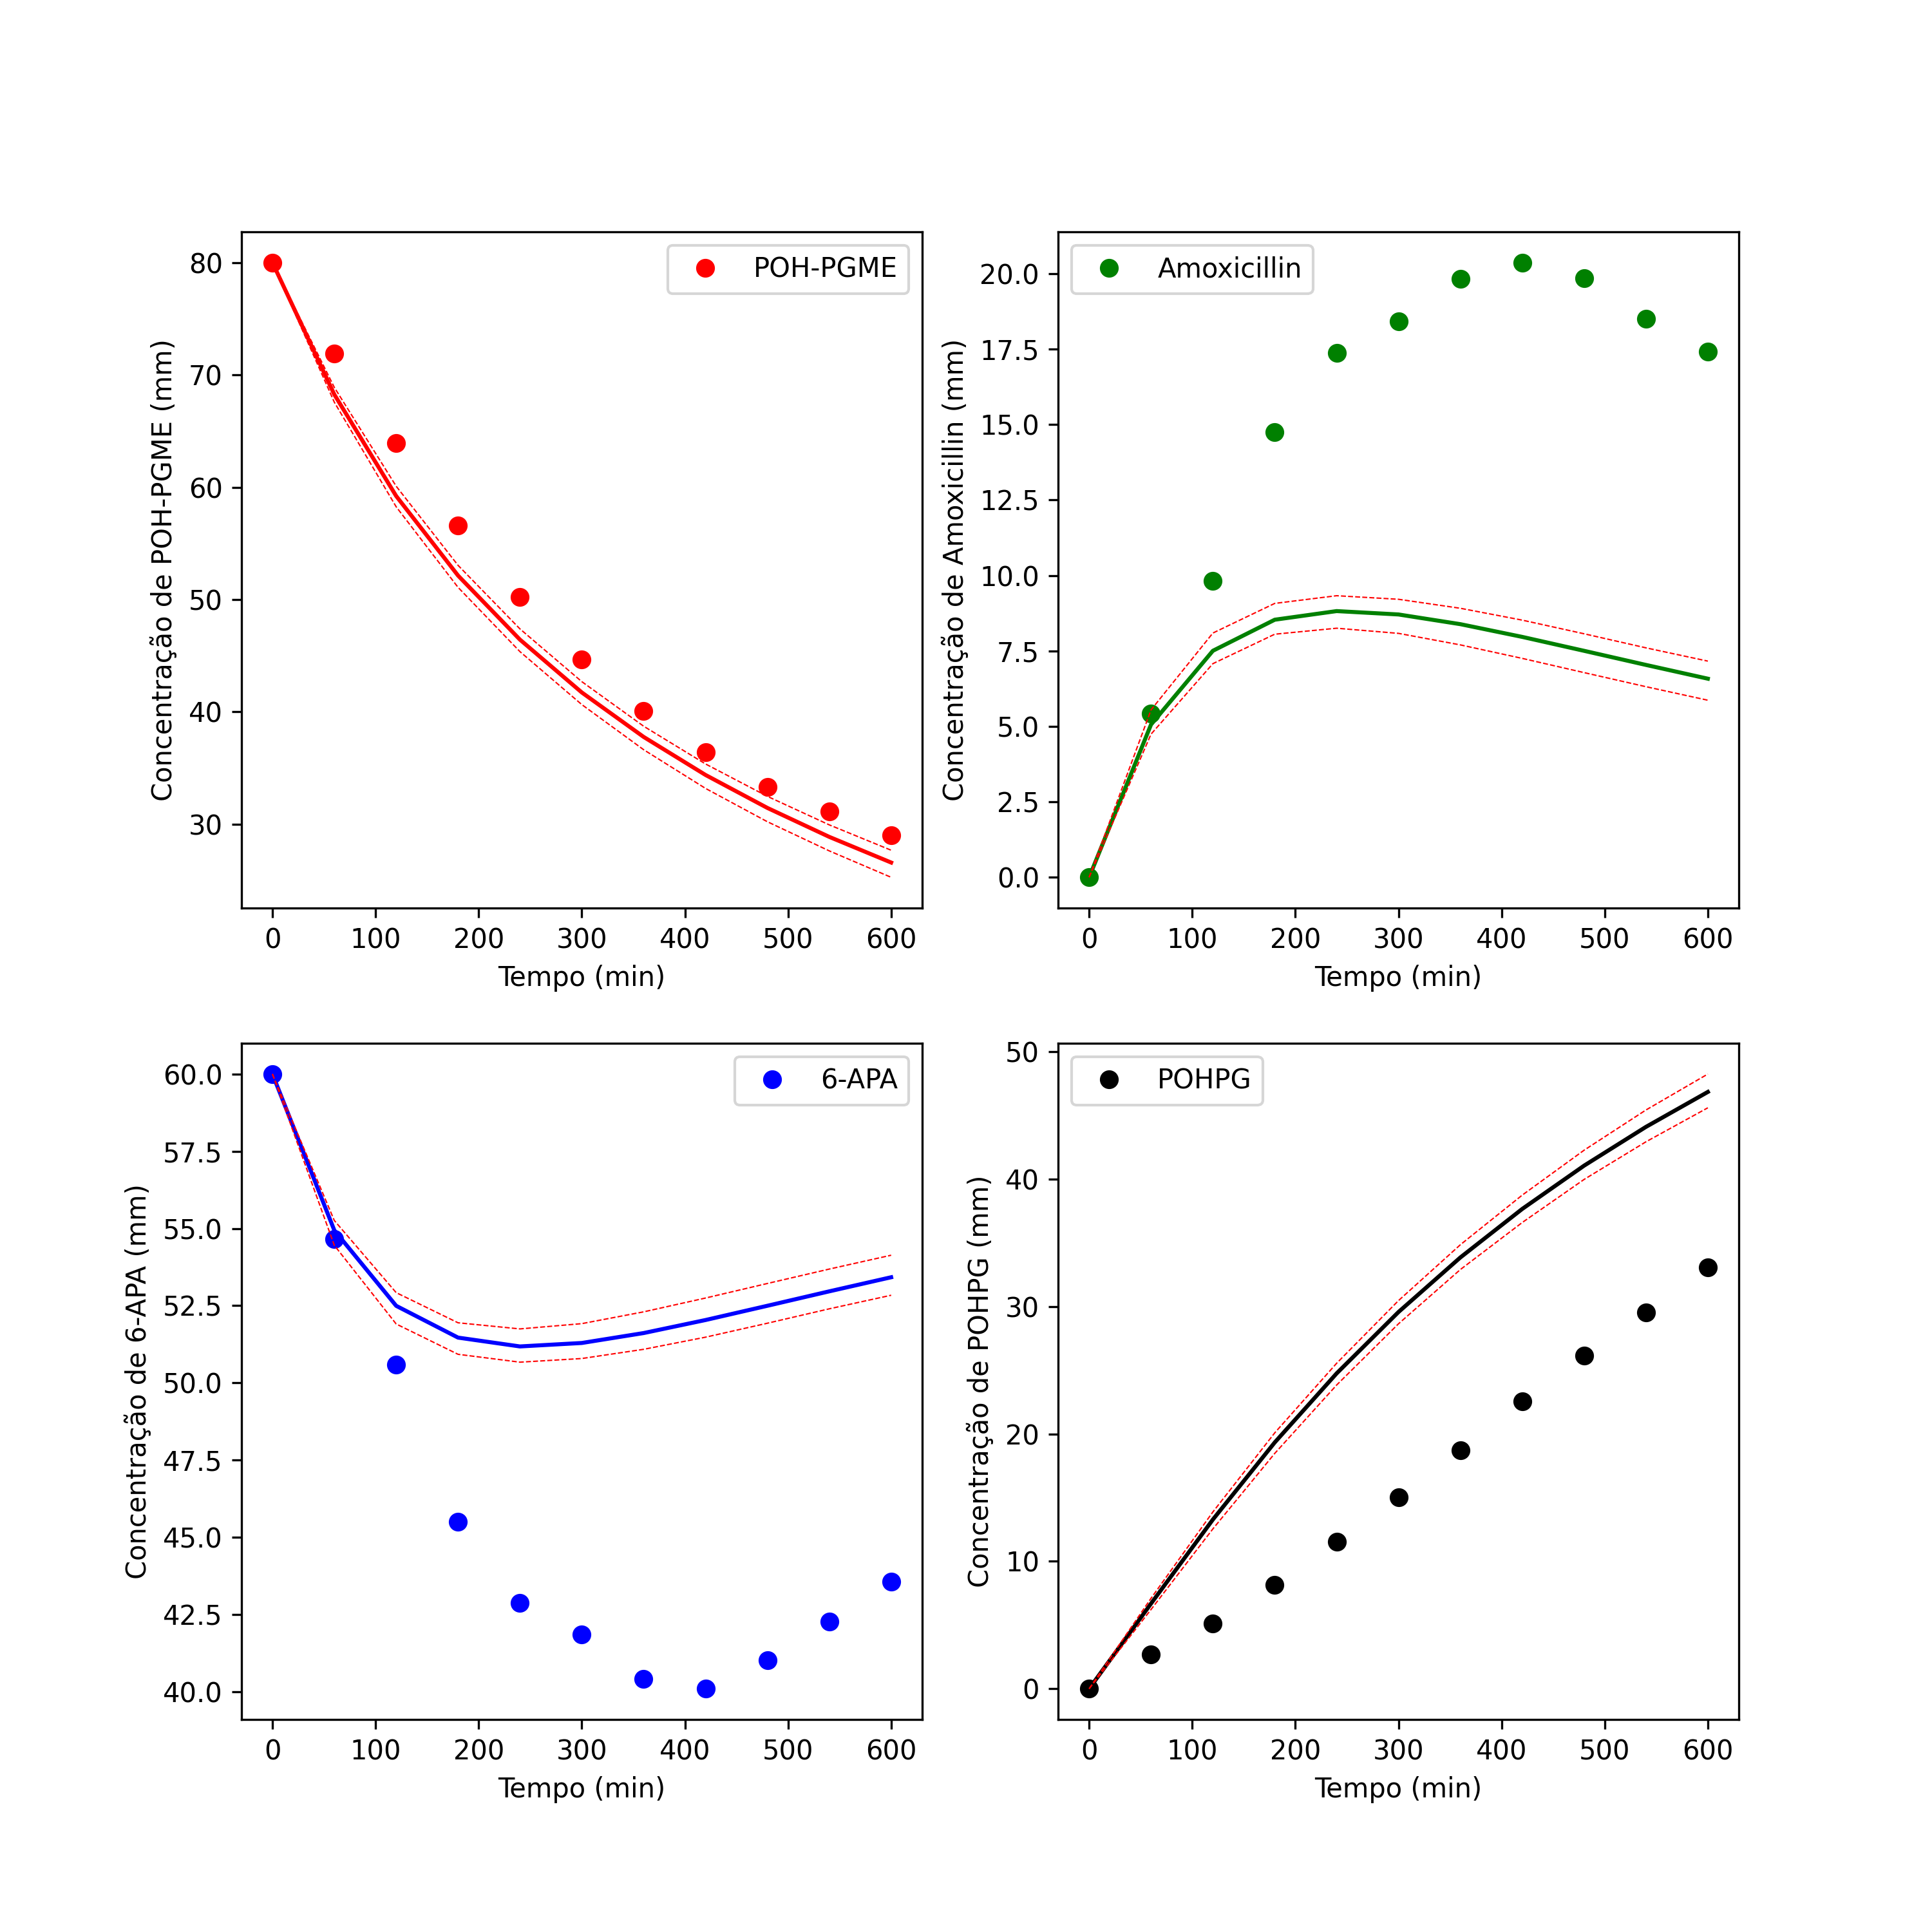 POH-PGME
Concentração de POH-PGME (mm)
80
70
60
50
40
30
0 100 200 300 400 500 600
Tempo (min)
Amoxicillin
Concentração de Amoxicillin (mm)
20.0
17.5
15.0
12.5
10.0
7.5
5.0
2.5
0.0
0 100 200 300 400 500 600
Tempo (min)
6-APA
Concentração de 6-APA (mm)
60.0
57.5
55.0
52.5
50.0
47.5
45.0
42.5
40.0
0 100 200 300 400 500 600
Tempo (min)
POHPG
Concentração de POHPG (mm)
50
40
30
20
10
0
0 100 200 300 400 500 600
Tempo (min)